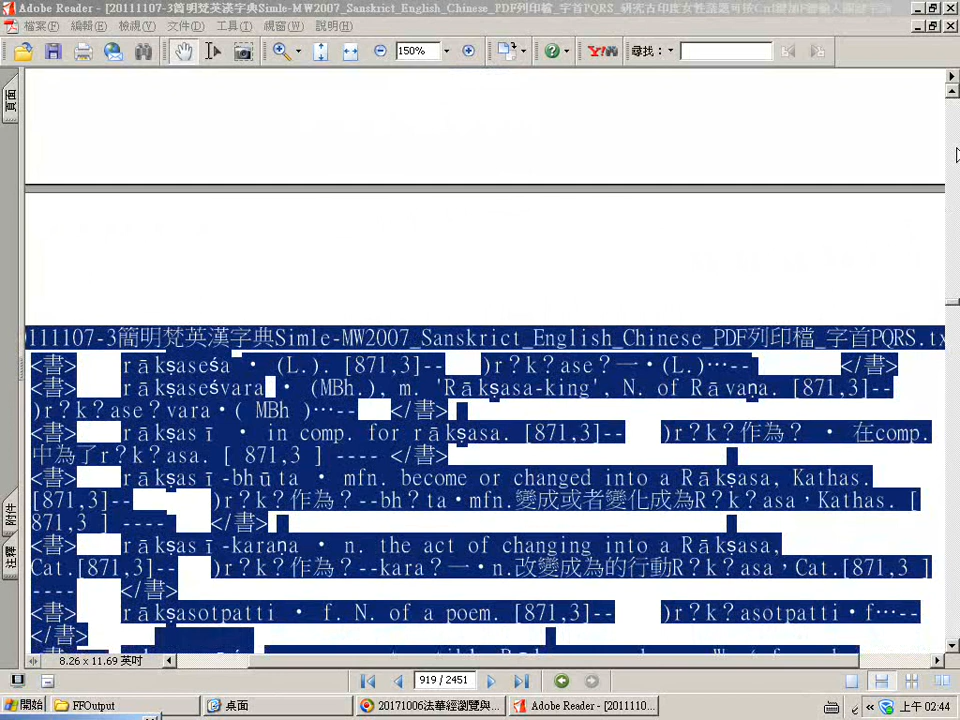 Adobe Reader - [20111107-3簡明梵英漢字典Simle-MW2007_Sanskrict_English_Chinese_PDF列印檔_字首PQRS_研究古印度女性
檔案(F) 編輯(E) 檢視(V) 文件(D) 工具(T) 視窗(W) 說明(H)
150% Y! 尋找:
頁面
附件
注釋
111107-3簡明梵英漢字典Simle-MW2007_Sanskrict_English_Chinese_PDF列印檔_字首PQRS.tx
<書> rākṣaseśa • (L.). [871,3]-- )r?k?ase?一•(L.)…-- </書>
<書> rākṣaseśvara • (MBh.), m. 'Rākṣasa-king', N. of Rāvaṇa. [871,3]--
)r?k?ase?vara•( MBh )…-- </書>
<書> rākṣasī • in comp. for rākṣasa. [871,3]-- )r?k?作為? • 在comp.
中為了r?k?asa. [ 871,3 ] ---- </書>
<書> rākṣasī-bhūta • mfn. become or changed into a Rākṣasa, Kathas.
[871,3]-- )r?k?作為?--bh?ta•mfn.變成或者變化成為R?k?asa，Kathas. [
871,3 ] ---- </書>
<書> rākṣasī-karaṇa • n. the act of changing into a Rākṣasa,
Cat.[871,3]-- )r?k?作為?--kara?一•n.改變成為的行動R?k?asa，Cat.[871,3 ]
---- </書>
<書> rākṣasotpatti • f. N. of a poem. [871,3]-- )r?k?asotpatti•f…--
</書>
8.26 x 11.69 英吋
919 / 2451
開始 FFOutput 桌面 20171006法華經瀏覽與... Adobe Reader - [2011110... 上午 02:44